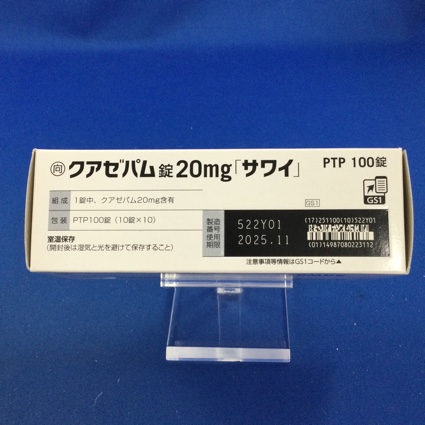 向 クアゼパム錠20mg「サワイ」 PTP 100錠
組成 1錠中、クアゼパム20mg含有
GS1
GS1
包装 PTP100錠(10錠×10)
製造番号 522Y01
使用期限 2025.11
(17)251100(10)522Y01
(01)14987080223112
室温保存
(開封後は湿気と光を避けて保存すること)
注意事項等情報はGS1コードから▲